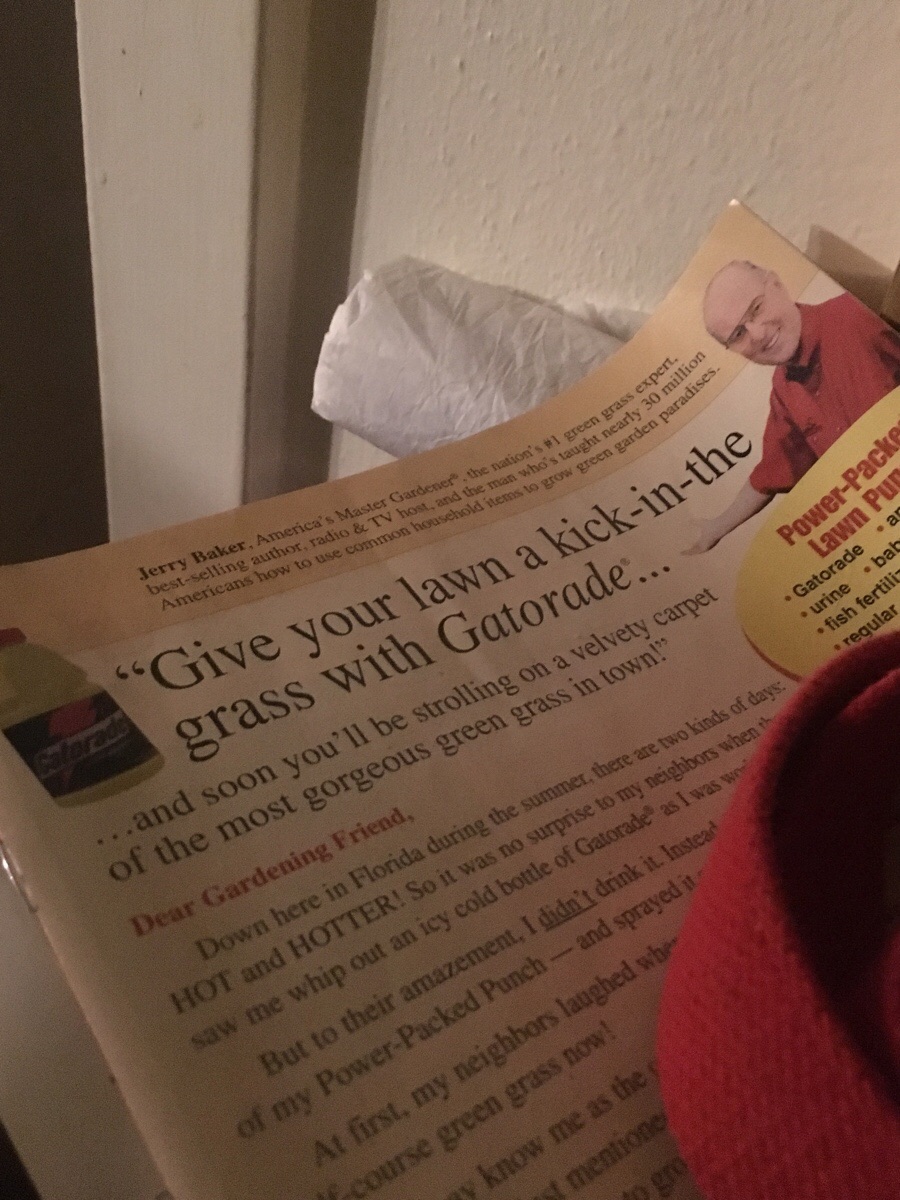 Jerry Baker, America's Master Gardener®, the nation's #1 green grass expert,
best-selling author, radio & TV host, and the man who's taught nearly 30 million
Americans how to use common household items to grow green garden paradises.
“Give your lawn a kick-in-the
grass with Gatorade®...
...and soon you'll be strolling on a velvety carpet
of the most gorgeous green grass in town!”
Gatorade
Power-Packed
Lawn
• Gatorade
• urine
• fish
• regular
Dear Gardening Friend,
Down here in Florida during the summer, there are two kinds of days:
HOT and HOTTER! So it was no surprise to my neighbors when
saw me whip out an icy cold bottle of Gatorade® as I was
But to their amazement, I didn't drink it. Instead
of my Power-Packed Punch — and sprayed it
At first, my neighbors laughed
green grass now!
know me as the
mentioned
to